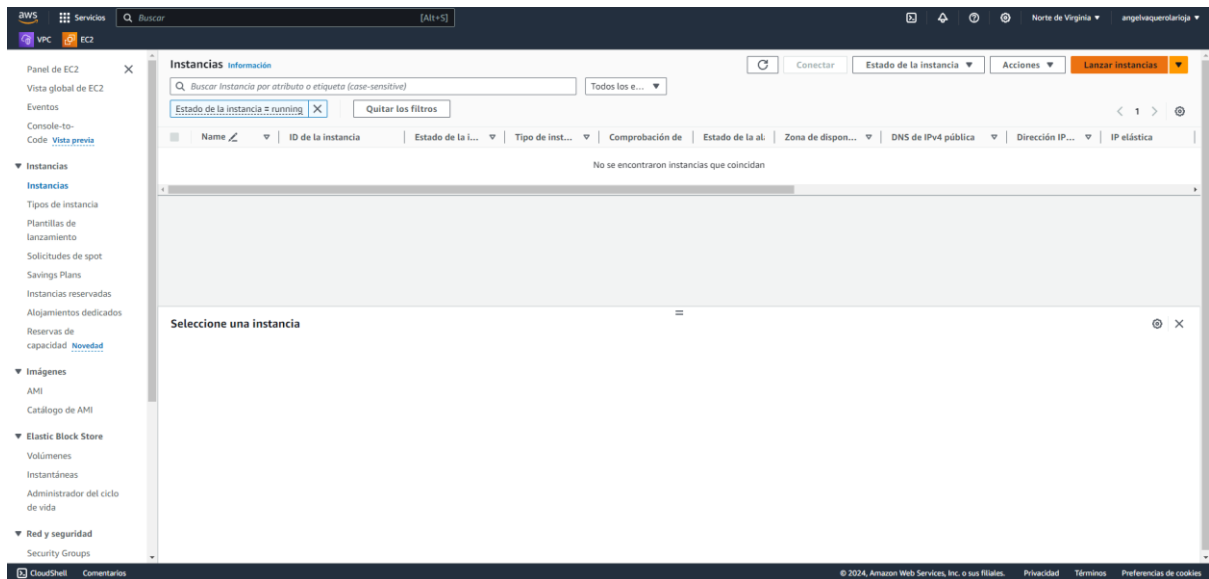 aws Servicios Buscar [Alt+S] Norte de Virginia angelvaquerolarioja
VPC EC2
Panel de EC2
Vista global de EC2
Eventos
Console-to-
Code Vista previa
Instancias
Instancias
Tipos de instancia
Plantillas de
lanzamiento
Solicitudes de spot
Savings Plans
Instancias reservadas
Alojamientos dedicados
Reservas de
capacidad Novedad
Imágenes
AMI
Catálogo de AMI
Elastic Block Store
Volúmenes
Instantáneas
Administrador del ciclo
de vida
Red y seguridad
Security Groups
Instancias Información Conectar Estado de la instancia Acciones Lanzar instancias
Buscar Instancia por atributo o etiqueta (case-sensitive) Todos los e...
Estado de la instancia = running Quitar los filtros 1
Name ID de la instancia Estado de la i... Tipo de inst... Comprobación de Estado de la al Zona de dispon... DNS de IPv4 pública Dirección IP... IP elástica
No se encontraron instancias que coincidan
Seleccione una instancia
CloudShell Comentarios © 2024, Amazon Web Services, Inc. o sus filiales. Privacidad Términos Preferencias de cookies